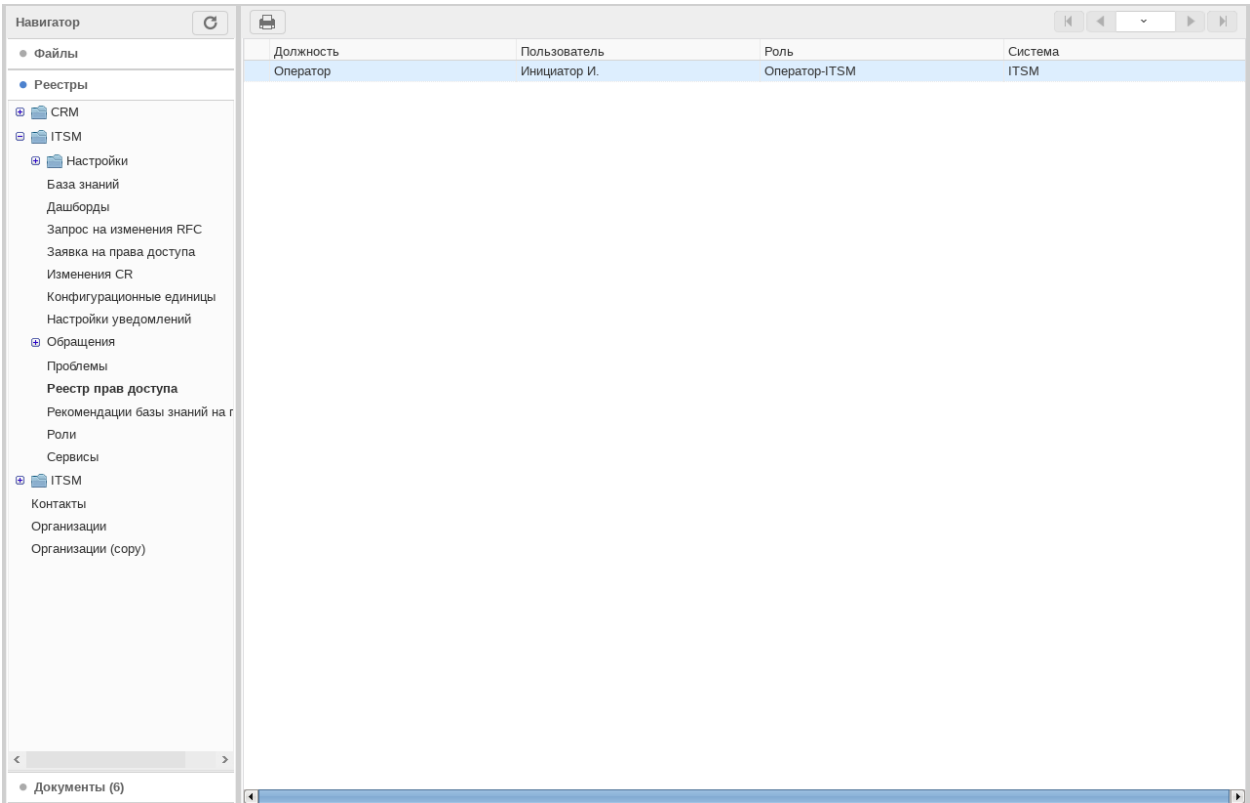 Навигатор
Файлы
Реестры
CRM
ITSM
Настройки
База знаний
Дашборды
Запрос на изменения RFC
Заявка на права доступа
Изменения CR
Конфигурационные единицы
Настройки уведомлений
Обращения
Проблемы
Реестр прав доступа
Рекомендации базы знаний на
Роли
Сервисы
ITSM
Контакты
Организации
Организации (copy)
Документы (6)
Должность Пользователь Роль Система
Оператор Инициатор И. Оператор-ITSM ITSM